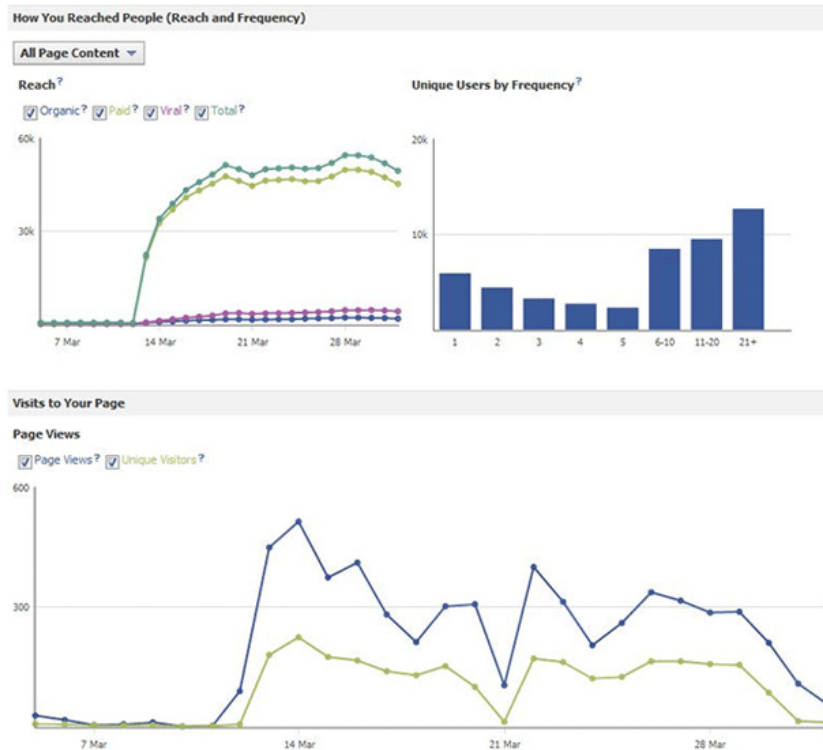 How You Reached People (Reach and Frequency)
All Page Content
Reach?
Unique Users by Frequency?
Organic? Paid? Viral? Total?
60k
30k
7 Mar 14 Mar 21 Mar 28 Mar
20k
10k
1 2 3 4 5 6-10 11-20 21+
Visits to Your Page
Page Views
Page Views? Unique Visitors?
600
300
7 Mar 14 Mar 21 Mar 28 Mar